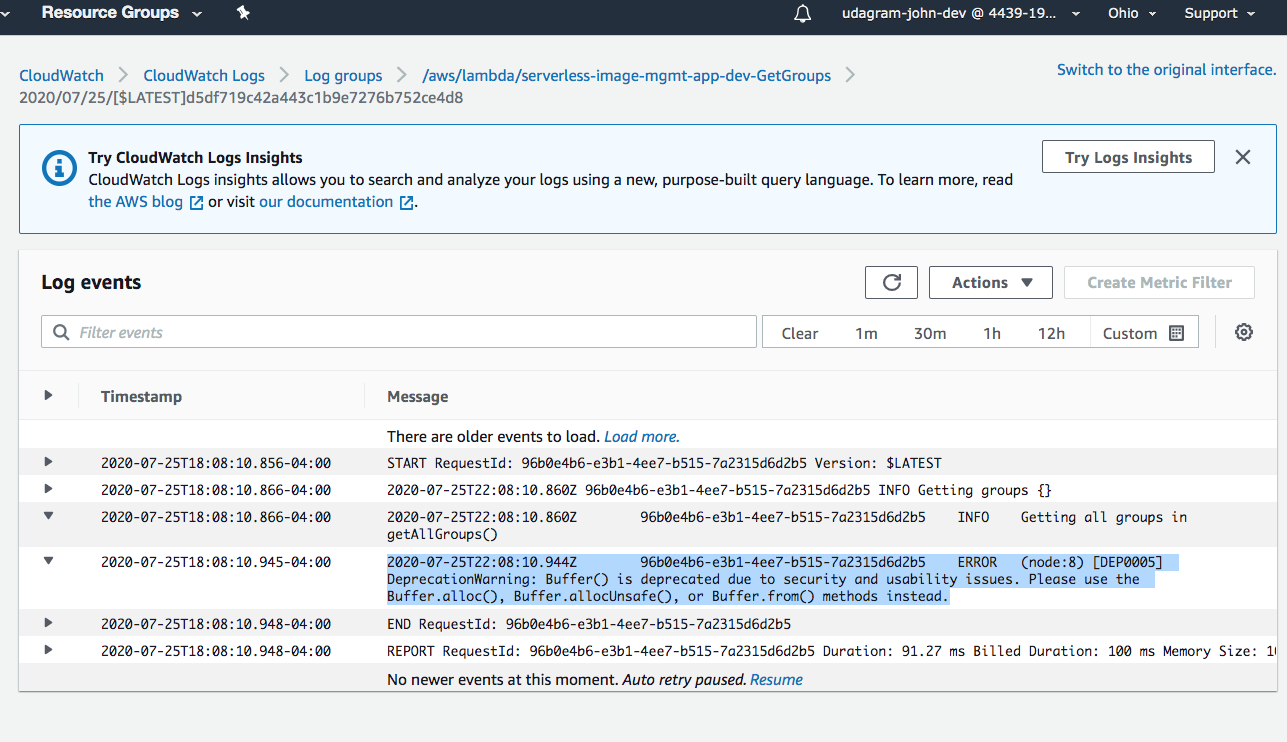 Resource Groups
udagram-john-dev @ 4439-19... Ohio Support
CloudWatch CloudWatch Logs Log groups /aws/lambda/serverless-image-mgmt-app-dev-GetGroups
Switch to the original interface.
2020/07/25/[$LATEST]d5df719c42a443c1b9e7276b752ce4d8
Try CloudWatch Logs Insights
CloudWatch Logs insights allows you to search and analyze your logs using a new, purpose-built query language. To learn more, read
the AWS blog or visit our documentation .
Try Logs Insights
Log events
Actions
Create Metric Filter
Filter events
Clear 1m 30m 1h 12h Custom
Timestamp Message
There are older events to load. Load more.
2020-07-25T18:08:10.856-04:00 START RequestId: 96b0e4b6-e3b1-4ee7-b515-7a2315d6d2b5 Version: $LATEST
2020-07-25T18:08:10.866-04:00 2020-07-25T22:08:10.860Z 96b0e4b6-e3b1-4ee7-b515-7a2315d6d2b5 INFO Getting groups {}
2020-07-25T18:08:10.866-04:00 2020-07-25T22:08:10.860Z 96b0e4b6-e3b1-4ee7-b515-7a2315d6d2b5 INFO Getting all groups in
getAllGroups()
2020-07-25T18:08:10.945-04:00 2020-07-25T22:08:10.944Z 96b0e4b6-e3b1-4ee7-b515-7a2315d6d2b5 ERROR (node:8) [DEP0005]
DeprecationWarning: Buffer() is deprecated due to security and usability issues. Please use the
Buffer.alloc(), Buffer.allocUnsafe(), or Buffer.from() methods instead.
2020-07-25T18:08:10.948-04:00 END RequestId: 96b0e4b6-e3b1-4ee7-b515-7a2315d6d2b5
2020-07-25T18:08:10.948-04:00 REPORT RequestId: 96b0e4b6-e3b1-4ee7-b515-7a2315d6d2b5 Duration: 91.27 ms Billed Duration: 100 ms Memory Size:
No newer events at this moment. Auto retry paused. Resume